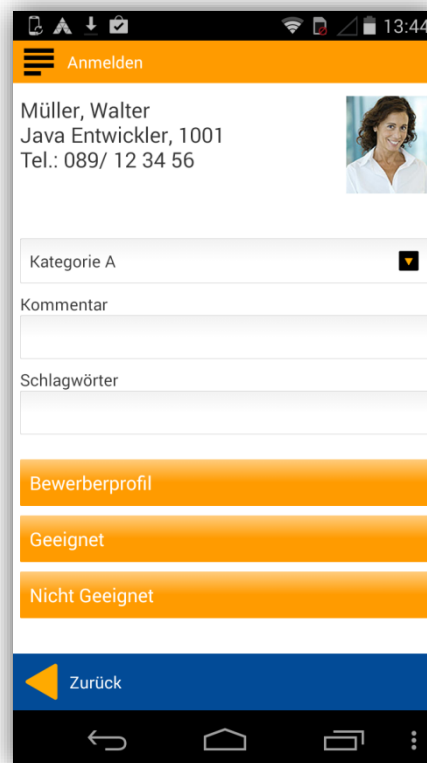 13:44
Anmelden
Müller, Walter
Java Entwickler, 1001
Tel.: 089/ 12 34 56
Kategorie A
Kommentar
Schlagwörter
Bewerberprofil
Geeignet
Nicht Geeignet
Zurück